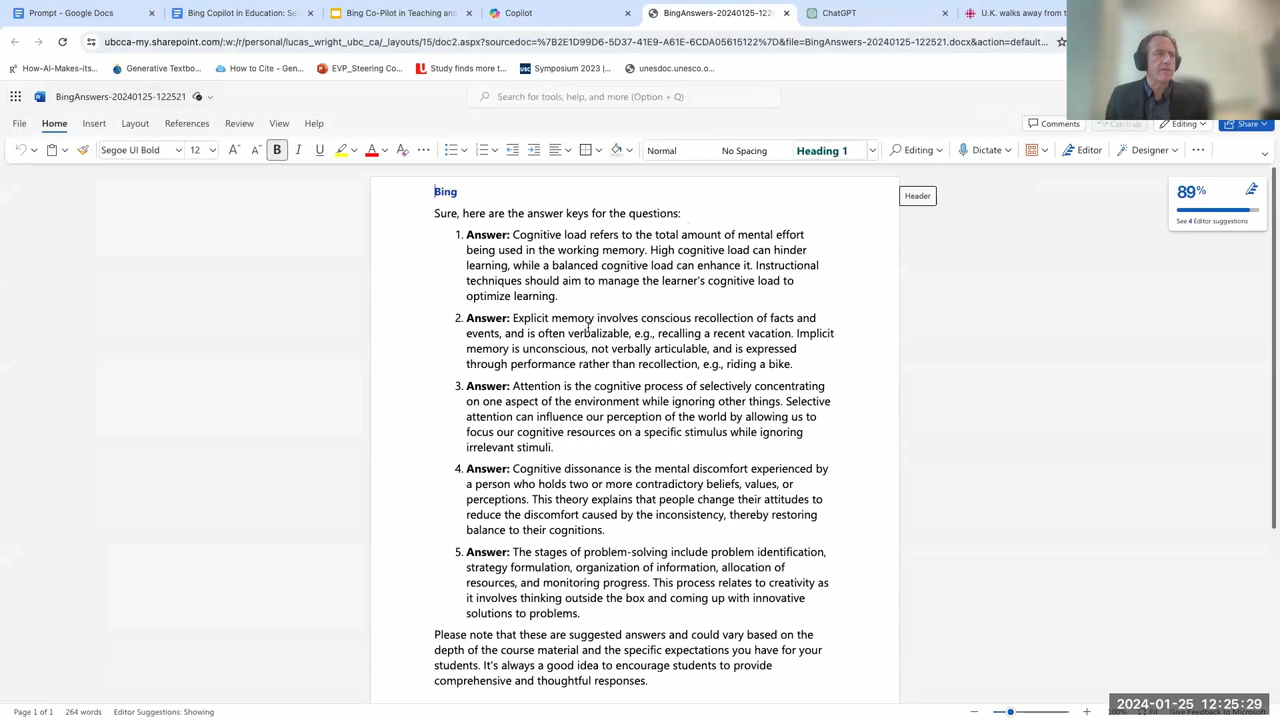 Prompt - Google Docs
Bing Copilot in Education: Se
Bing Co-Pilot in Teaching and
Copilot
BingAnswers-20240125-122
ChatGPT
U.K. walks away from t
ubcca-my.sharepoint.com/:w:/r/personal/lucas_wright_ubc_ca/_layouts/15/doc2.aspx?sourcedoc=%7B2E1D99D6-5D37-41E9-A61E-6CDA05615122%7D&file=BingAnswers-20240125-122521.docx&action=default...
How-AI-Makes-its...
Generative Textbo...
How to Cite - Gen...
EVP_Steering Co...
Study finds more t...
Symposium 2023 |...
unesdoc.unesco.o...
BingAnswers-20240125-122521
Search for tools, help, and more (Option + Q)
File Home Insert Layout References Review View Help
Comments Catch up Editing Share
Segoe UI Bold 12 B I U A Normal No Spacing Heading 1 Editing Dictate Editor Designer
Header
89%
See 4 Editor suggestions
Bing
Sure, here are the answer keys for the questions:
1. Answer: Cognitive load refers to the total amount of mental effort
being used in the working memory. High cognitive load can hinder
learning, while a balanced cognitive load can enhance it. Instructional
techniques should aim to manage the learner's cognitive load to
optimize learning.
2. Answer: Explicit memory involves conscious recollection of facts and
events, and is often verbalizable, e.g., recalling a recent vacation. Implicit
memory is unconscious, not verbally articulable, and is expressed
through performance rather than recollection, e.g., riding a bike.
3. Answer: Attention is the cognitive process of selectively concentrating
on one aspect of the environment while ignoring other things. Selective
attention can influence our perception of the world by allowing us to
focus our cognitive resources on a specific stimulus while ignoring
irrelevant stimuli.
4. Answer: Cognitive dissonance is the mental discomfort experienced by
a person who holds two or more contradictory beliefs, values, or
perceptions. This theory explains that people change their attitudes to
reduce the discomfort caused by the inconsistency, thereby restoring
balance to their cognitions.
5. Answer: The stages of problem-solving include problem identification,
strategy formulation, organization of information, allocation of
resources, and monitoring progress. This process relates to creativity as
it involves thinking outside the box and coming up with innovative
solutions to problems.
Please note that these are suggested answers and could vary based on the
depth of the course material and the specific expectations you have for your
students. It's always a good idea to encourage students to provide
comprehensive and thoughtful responses.
2024-01-25 12:25:29
Page 1 of 1 264 words Editor Suggestions: Showing
100% Fit Give Feedback to Microsoft